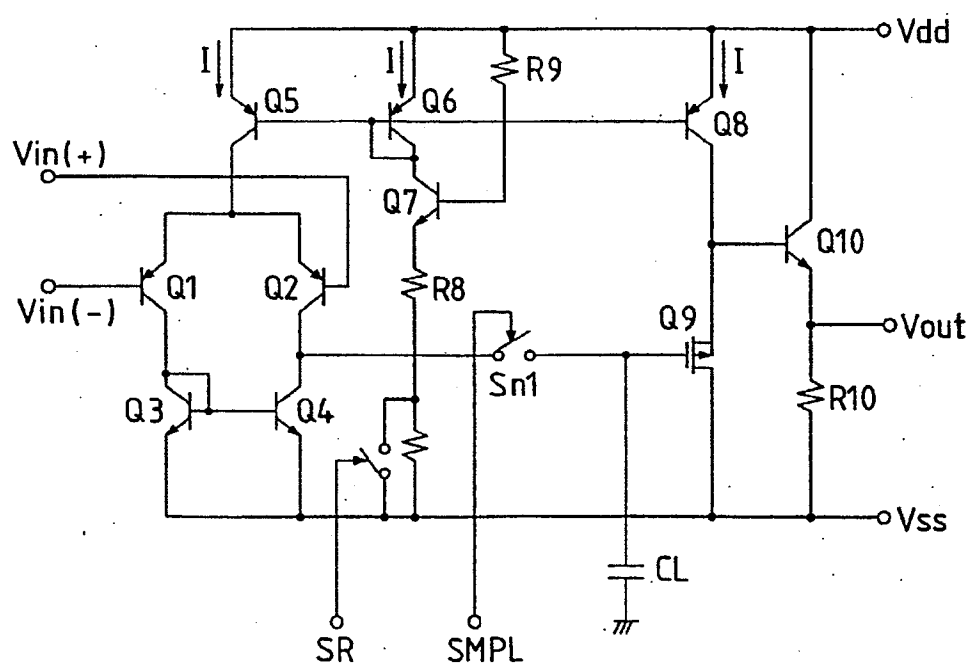 Vdd
I
I
I
R9
Q5
Q6
Q8
Vin(+)
Q7
Q10
Q1
Q2
R8
Vin(-)
Q9
Vout
Sn1
R10
Q3
Q4
Vss
CL
SR
SMPL